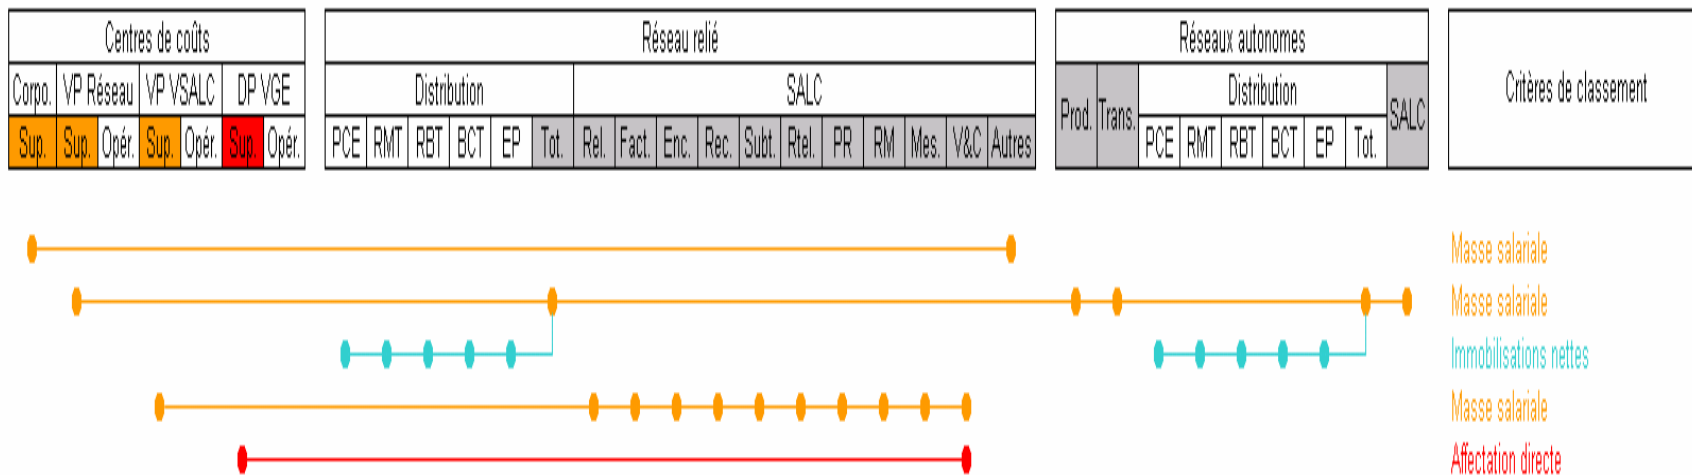 Centres de coûts
Réseau relié
Réseaux autonomes
Critères de classement
Corpo. VP Réseau VP VSALC DP VGE
Distribution SALC
Prod. Trans. Distribution SALC
Sup. Sup. Opér. Sup. Opér. Sup. Opér.
PCE RMT RBT BCT EP Tot. Rel. Fact. Enc. Rec. Subt. Rtel. PR RM Mes. V&C Autres
PCE RMT RBT BCT EP Tot.
Masse salariale
Masse salariale
Immobilisations nettes
Masse salariale
Affectation directe